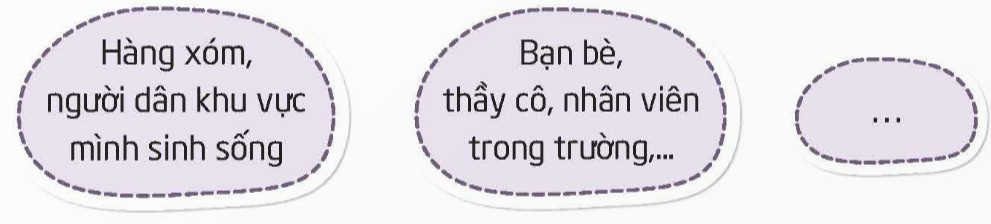 Hàng xóm,
người dân khu vực
mình sinh sống
Bạn bè,
thầy cô, nhân viên
trong trường,...
...